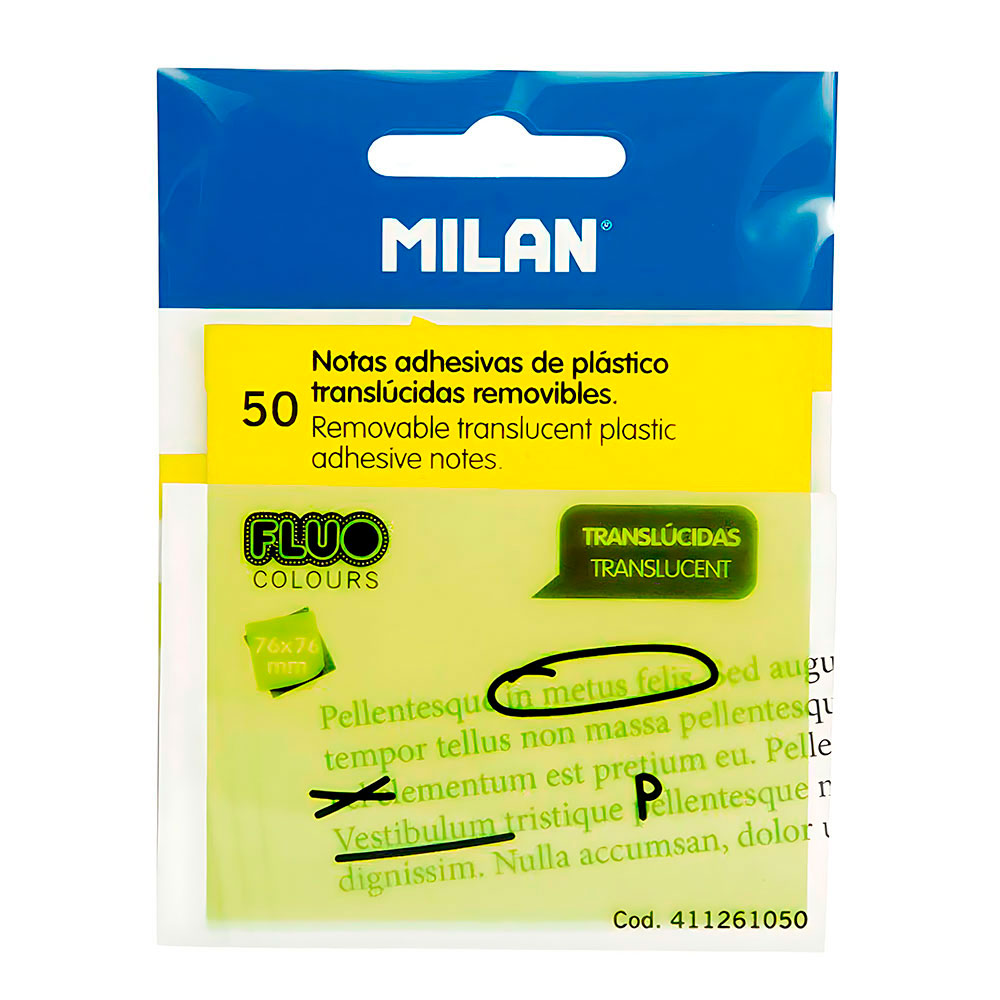 MILAN
50
Notas adhesivas de plástico
translúcidas removibles.
Removable translucent plastic
adhesive notes.
FLUO
COLOURS
TRANSLÚCIDAS
TRANSLUCENT
76x76
mm
Pellentesque in metus felis. Sed augu
tempor tellus non massa pellentesqu
elementum est pretium eu. Pelle
Vestibulum tristique pellentesque
P
dignissim. Nulla accumsan, dolor
Cod. 411261050